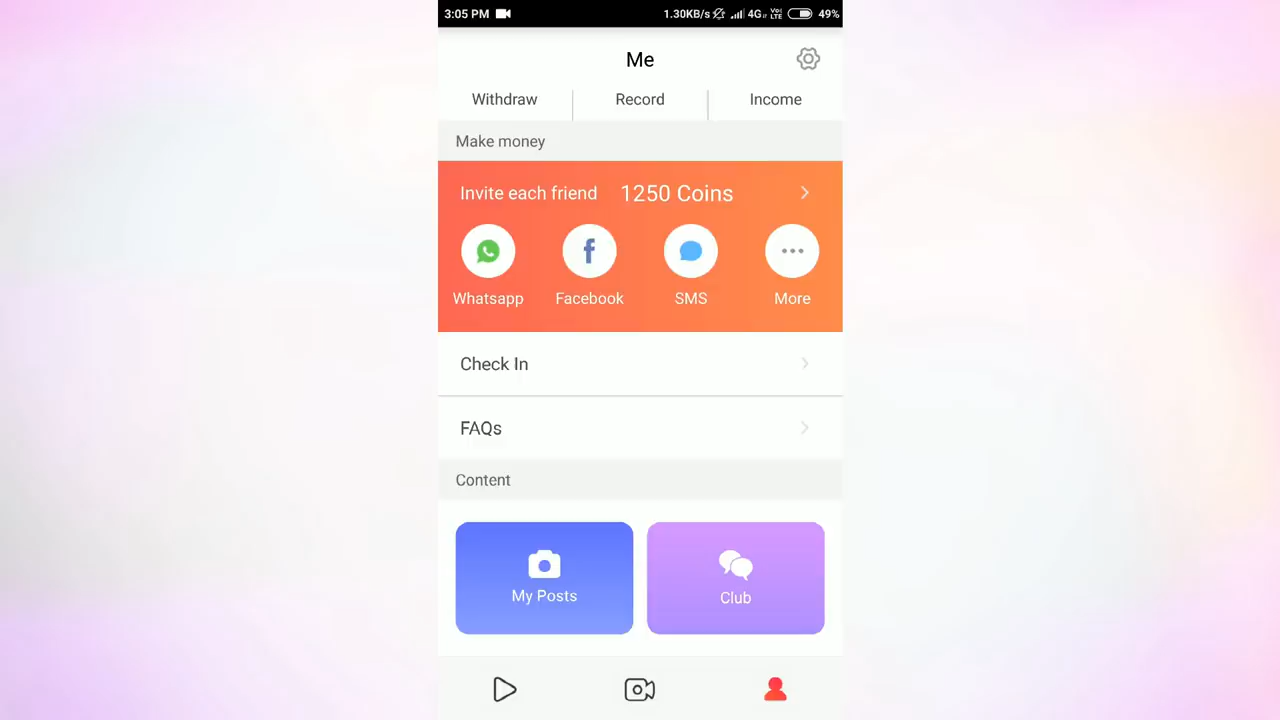 3:05 PM 1.30KB/s 4G VoLTE 49%
Me
Withdraw Record Income
Make money
Invite each friend 1250 Coins
Whatsapp Facebook SMS More
Check In
FAQs
Content
My Posts Club